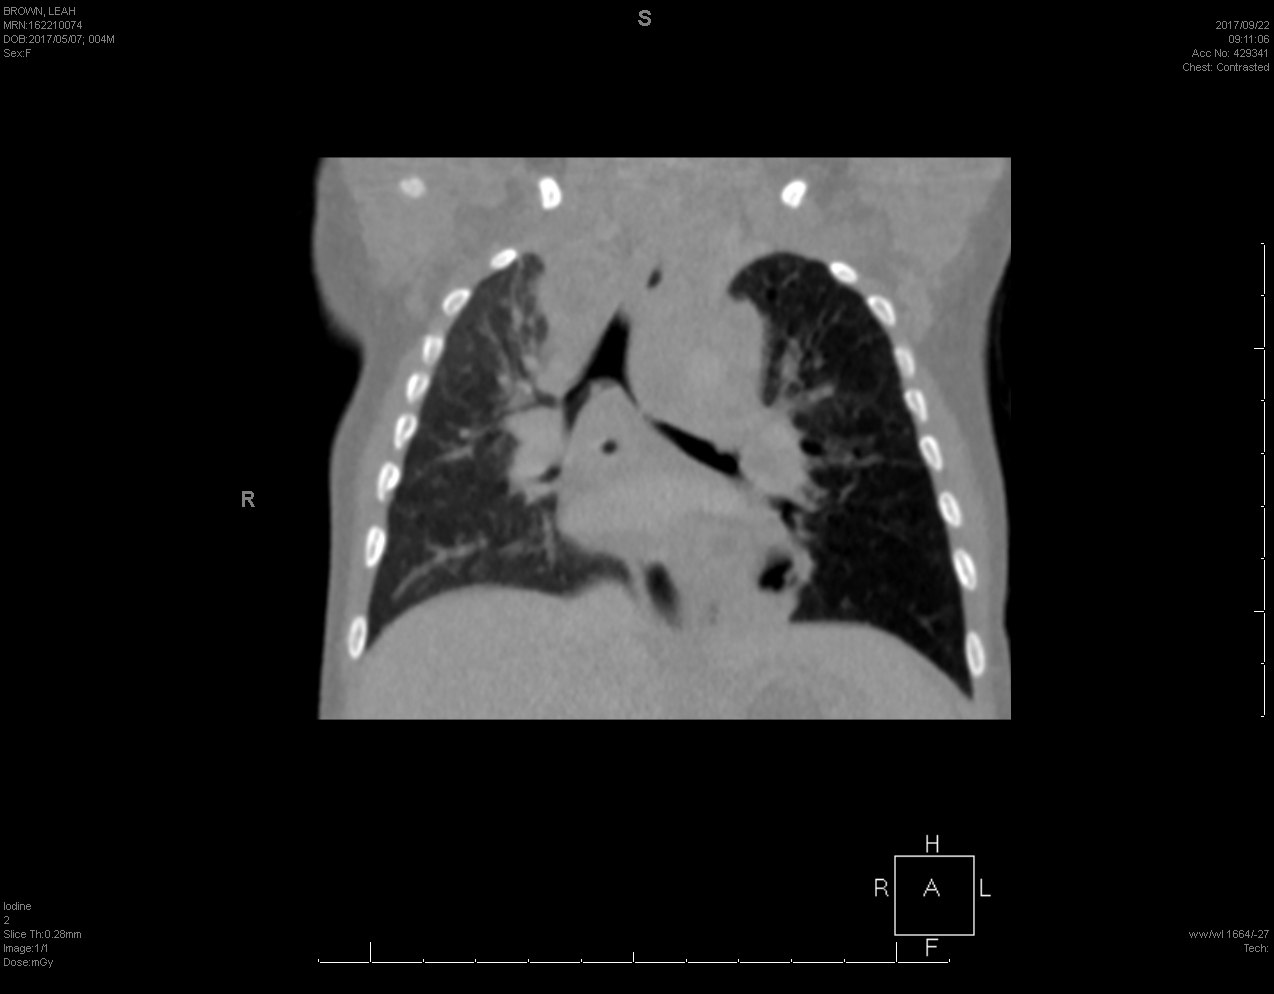 BROWN, LEAH
MRN:162210074
DOB:2017/05/07; 004M
Sex:F
S
2017/09/22
09:11:06
Acc No: 429341
Chest: Contrasted
R
H
R A L
F
Iodine
2
Slice Th:0.28mm
Image:1/1
Dose:mGy
ww/wl 1664/-27
Tech: